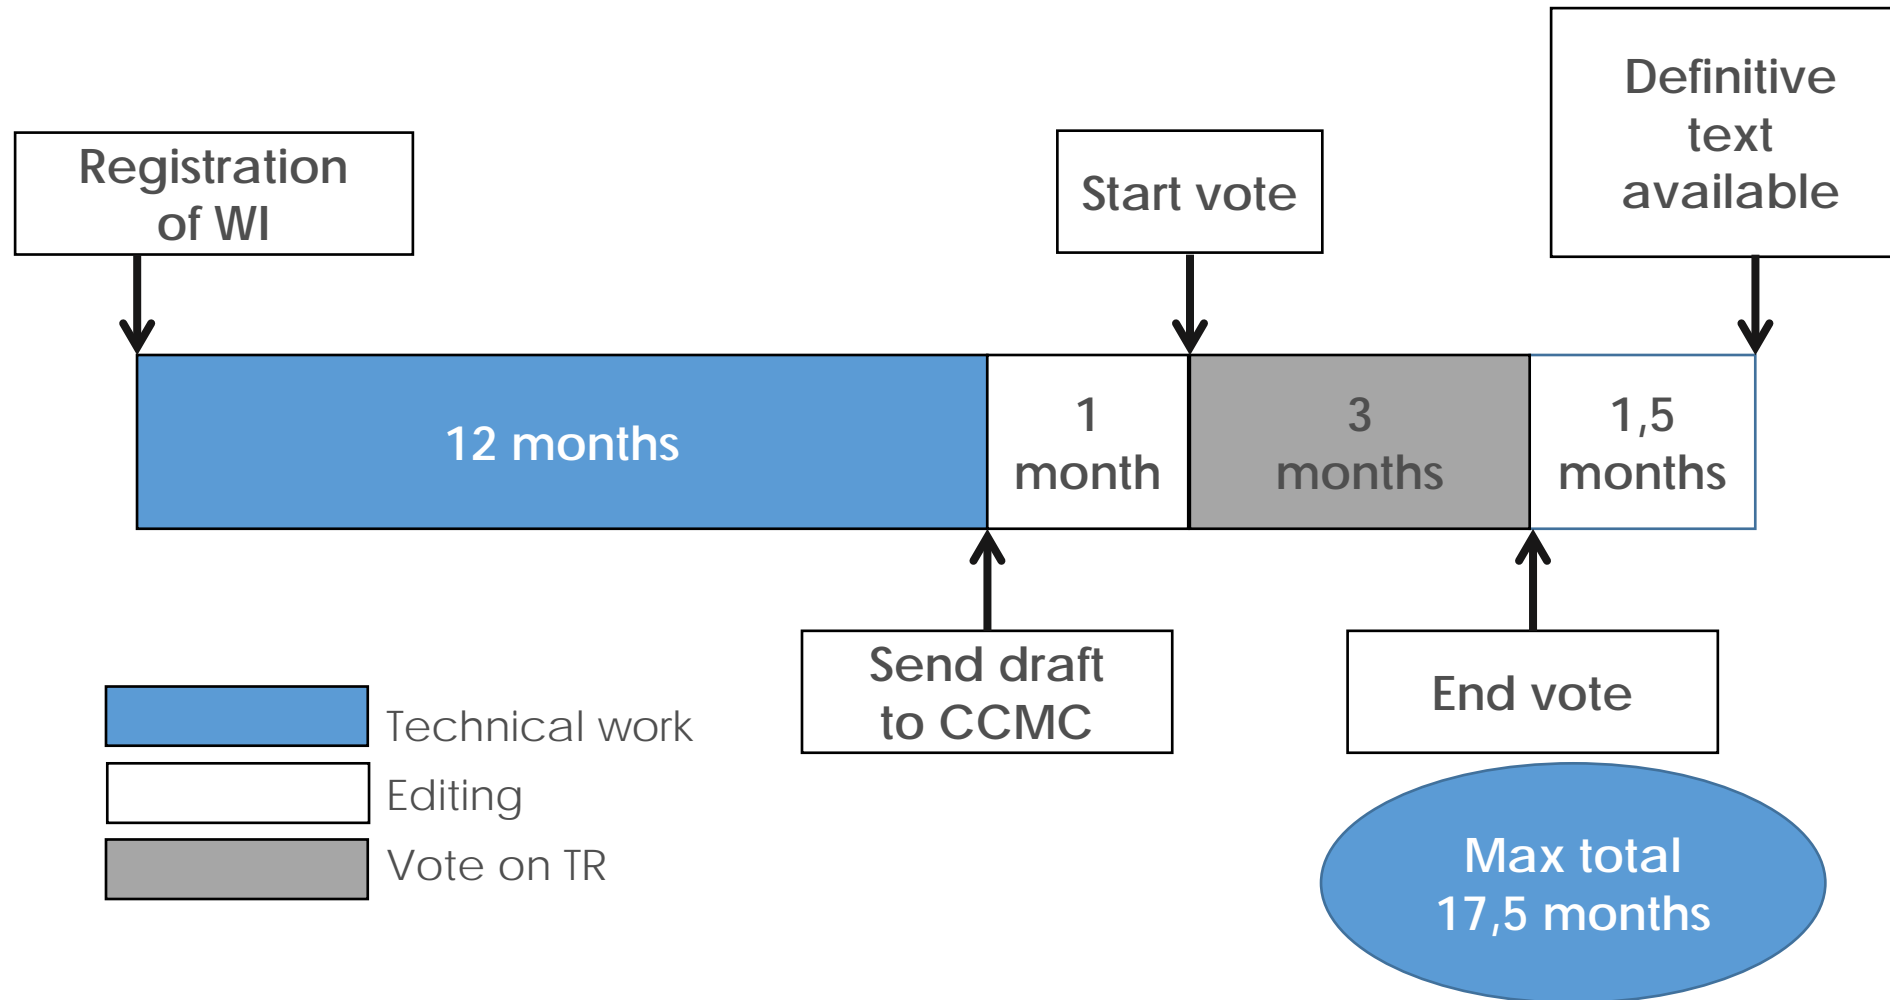 Registration
of WI
Start vote
Definitive
text
available
12 months
1
month
3
months
1,5
months
Send draft
to CCMC
End vote
Technical work
Editing
Vote on TR
Max total
17,5 months